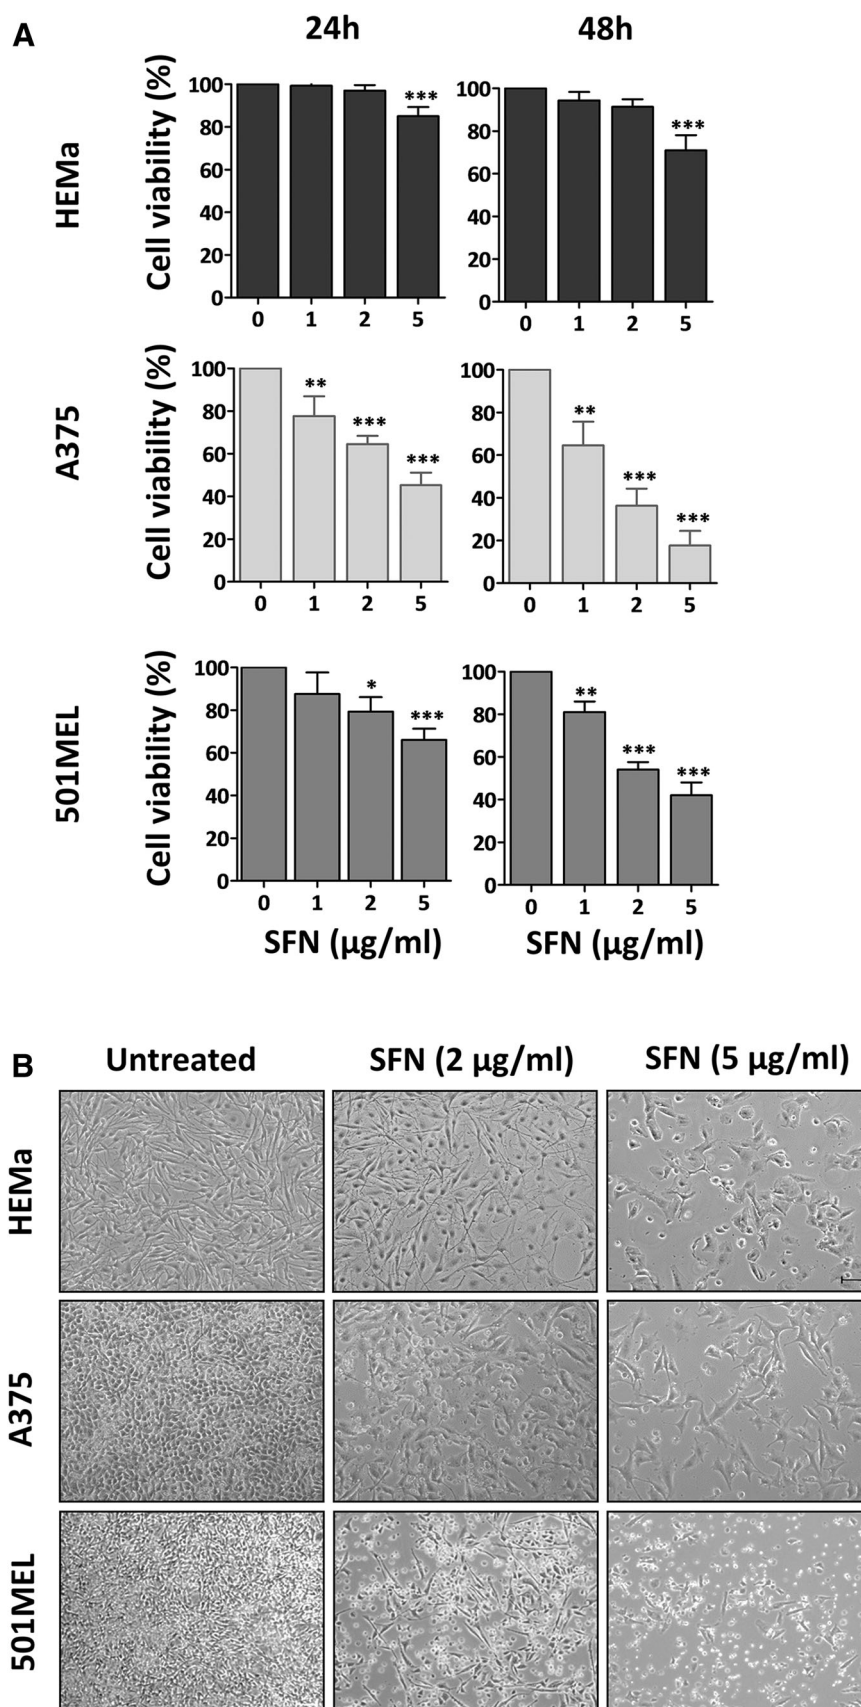 A
24h
48h
HEMa
Cell viability (%)
100
80
60
40
20
0
***
0 1 2 5
100
80
60
40
20
0
***
0 1 2 5
A375
Cell viability (%)
100
80
60
40
20
0
**
***
***
0 1 2 5
100
80
60
40
20
0
**
***
***
0 1 2 5
501MEL
Cell viability (%)
100
80
60
40
20
0
*
***
0 1 2 5
SFN (µg/ml)
100
80
60
40
20
0
**
***
***
0 1 2 5
SFN (µg/ml)
B
Untreated
SFN (2 µg/ml)
SFN (5 µg/ml)
HEMa
A375
501MEL